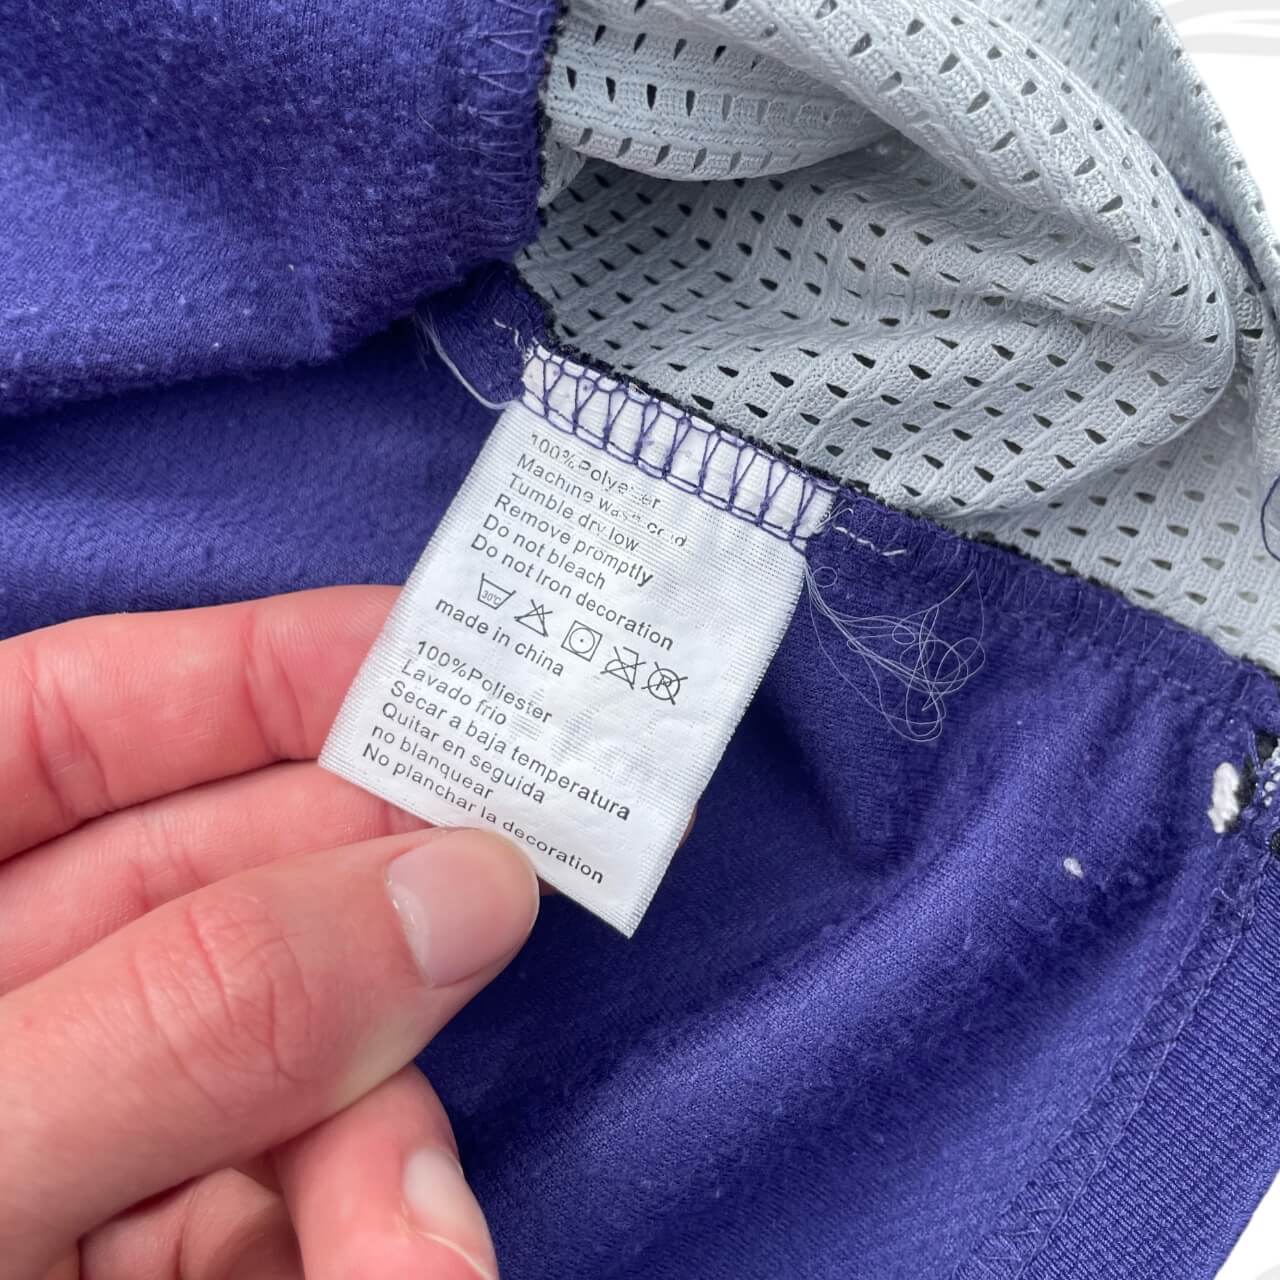 100%Polyester
Machine wash cold
Tumble dry low
Remove promptly
Do not bleach
Do not Iron decoration
30°C
P
made in china
100%Poliester
Lavado frio
Secar a baja temperatura
Quitar en seguida
no blanquear
No planchar la decoration